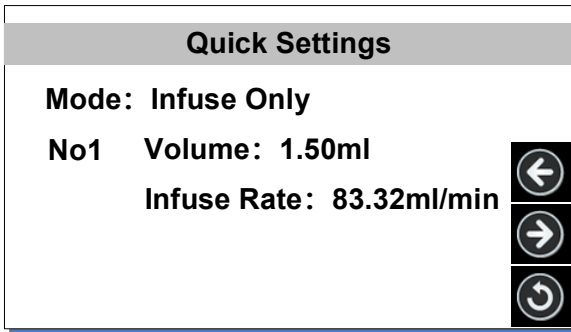 Quick Settings
Mode：Infuse Only
No1 Volume：1.50ml
Infuse Rate：83.32ml/min